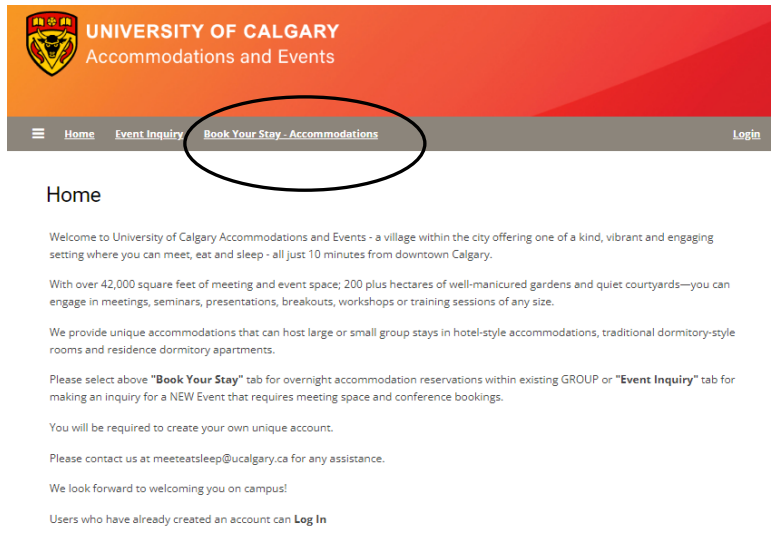 UNIVERSITY OF CALGARY
Accommodations and Events
Home Event Inquiry Book Your Stay - Accommodations Login
Home
Welcome to University of Calgary Accommodations and Events - a village within the city offering one of a kind, vibrant and engaging
setting where you can meet, eat and sleep - all just 10 minutes from downtown Calgary.
With over 42,000 square feet of meeting and event space; 200 plus hectares of well-manicured gardens and quiet courtyards—you can
engage in meetings, seminars, presentations, breakouts, workshops or training sessions of any size.
We provide unique accommodations that can host large or small group stays in hotel-style accommodations, traditional dormitory-style
rooms and residence dormitory apartments.
Please select above "Book Your Stay" tab for overnight accommodation reservations within existing GROUP or "Event Inquiry" tab for
making an inquiry for a NEW Event that requires meeting space and conference bookings.
You will be required to create your own unique account.
Please contact us at meeteatsleep@ucalgary.ca for any assistance.
We look forward to welcoming you on campus!
Users who have already created an account can Log In